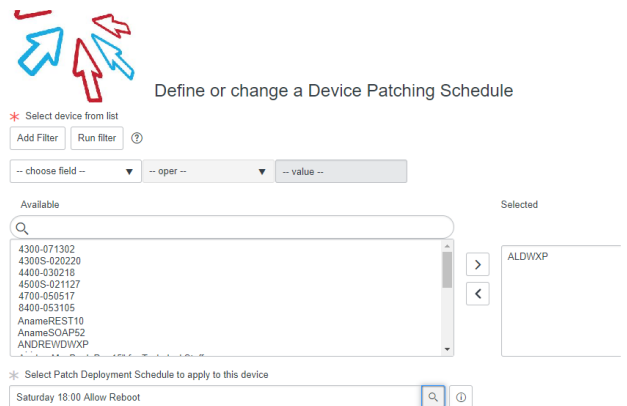 Define or change a Device Patching Schedule
Select device from list
Add Filter Run filter
-- choose field -- -- oper -- -- value --
Available Selected
4300-071302
4300S-020220
4400-030218
4500S-021127
4700-050517
8400-053105
AnameREST10
AnameSOAP52
ANDREWDWXP
ALDWXP
Select Patch Deployment Schedule to apply to this device
Saturday 18:00 Allow Reboot